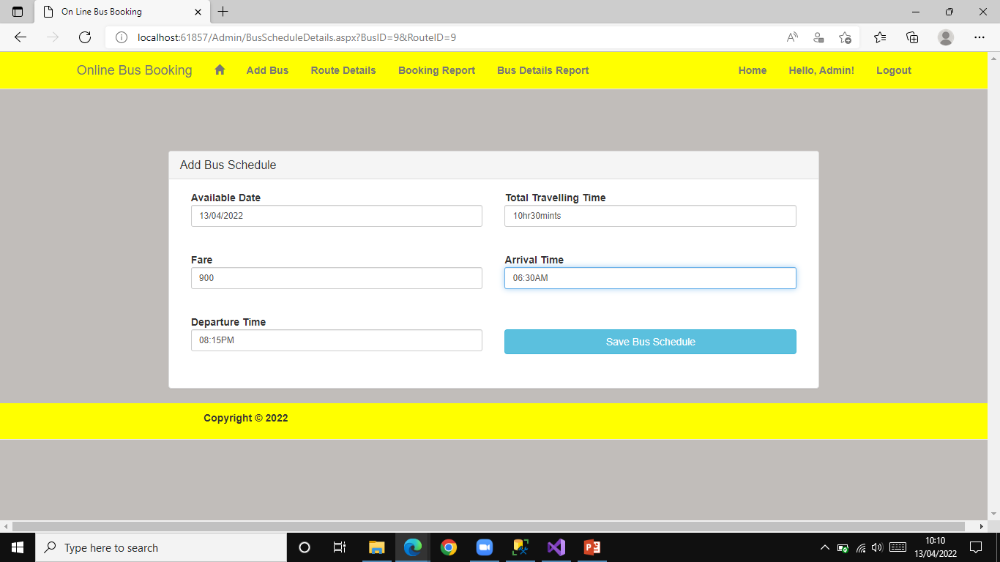 On Line Bus Booking
localhost:61857/Admin/BusScheduleDetails.aspx?BusID=9&RouteID=9
Online Bus Booking Add Bus Route Details Booking Report Bus Details Report Home Hello, Admin! Logout
Add Bus Schedule
Available Date Total Travelling Time
13/04/2022 10hr30mints
Fare Arrival Time
900 06:30AM
Departure Time
08:15PM Save Bus Schedule
Copyright © 2022
Type here to search
10:10
13/04/2022